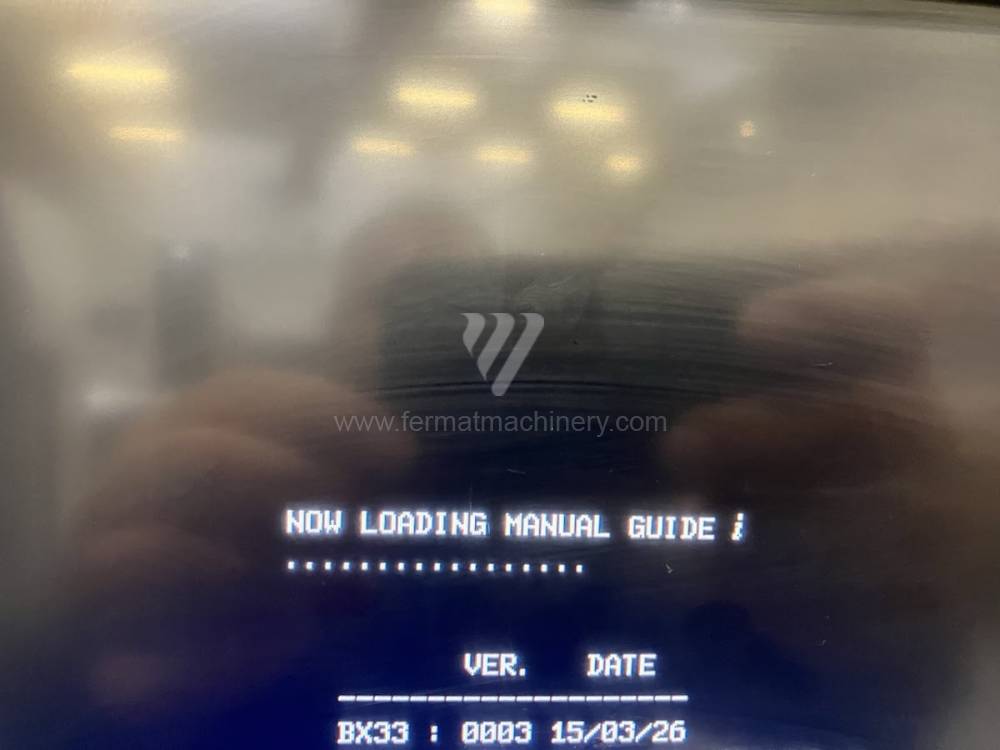 www.fermatmachinery.com
NOW LOADING MANUAL GUIDE i
.................
VER. DATE
--------------------
BX33 : 0003 15/03/26